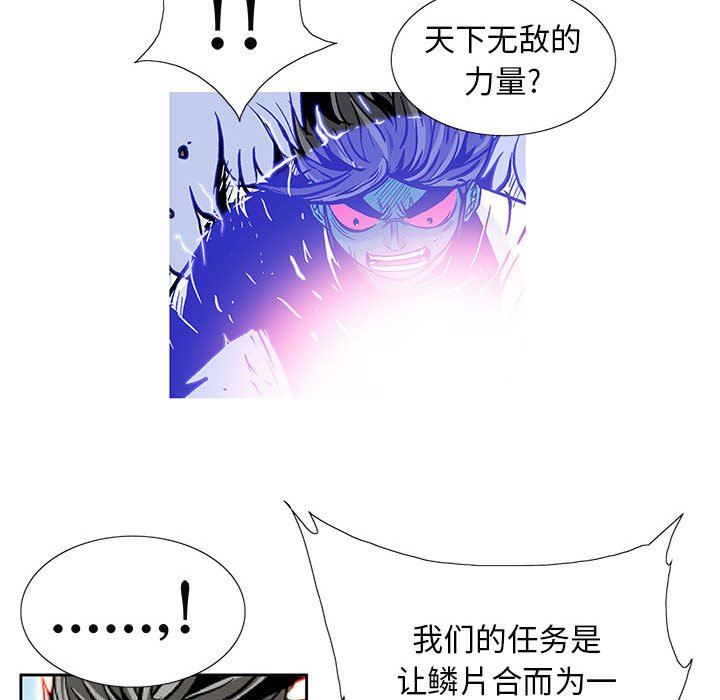 !!
天下无敌的
力量?
......,!
我们的任务是
让鳞片合而为一